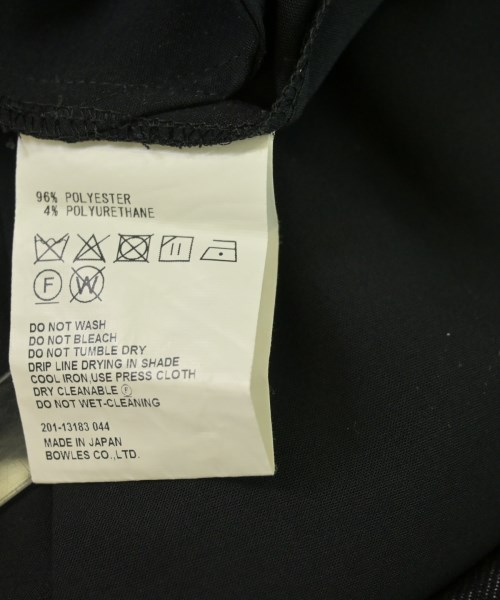 96% POLYESTER
4% POLYURETHANE
F W
DO NOT WASH
DO NOT BLEACH
DO NOT TUMBLE DRY
DRIP LINE DRYING IN SHADE
COOL IRON,USE PRESS CLOTH
DRY CLEANABLE Ⓕ
DO NOT WET-CLEANING
201-13183 044
MADE IN JAPAN
BOWLES CO.,LTD.